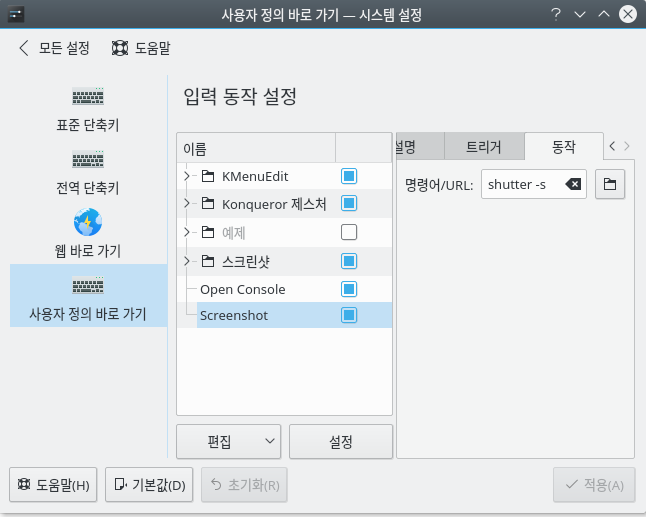 사용자 정의 바로 가기 — 시스템 설정
모든 설정
도움말
표준 단축키
전역 단축키
웹 바로 가기
사용자 정의 바로 가기
입력 동작 설정
이름
KMenuEdit
Konqueror 제스처
예제
스크린샷
Open Console
Screenshot
편집
설정
설명
트리거
동작
명령어/URL:
shutter -s
도움말(H)
기본값(D)
초기화(R)
적용(A)